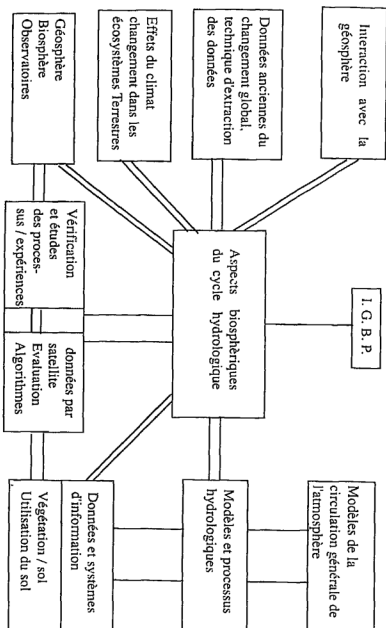 I. G. B. P.
Interaction avec la
géosphère
Données anciennes du
changement global.
technique d'extraction
des données
Effets du climat
changement dans les
écosystèmes Terrestres
Géosphère
Biosphère
Observatoires
Aspects biosphèriques
du cycle hydrologique
Modèles de la
circulation générale de
l'atmosphère
Modèles et processus
hydrologiques
Données et systèmes
d'information
Végétation / sol
Utilisation du sol
Vérification
et études
des proces-
sus / expériences
données par
satellite
Evaluation
Algorithmes